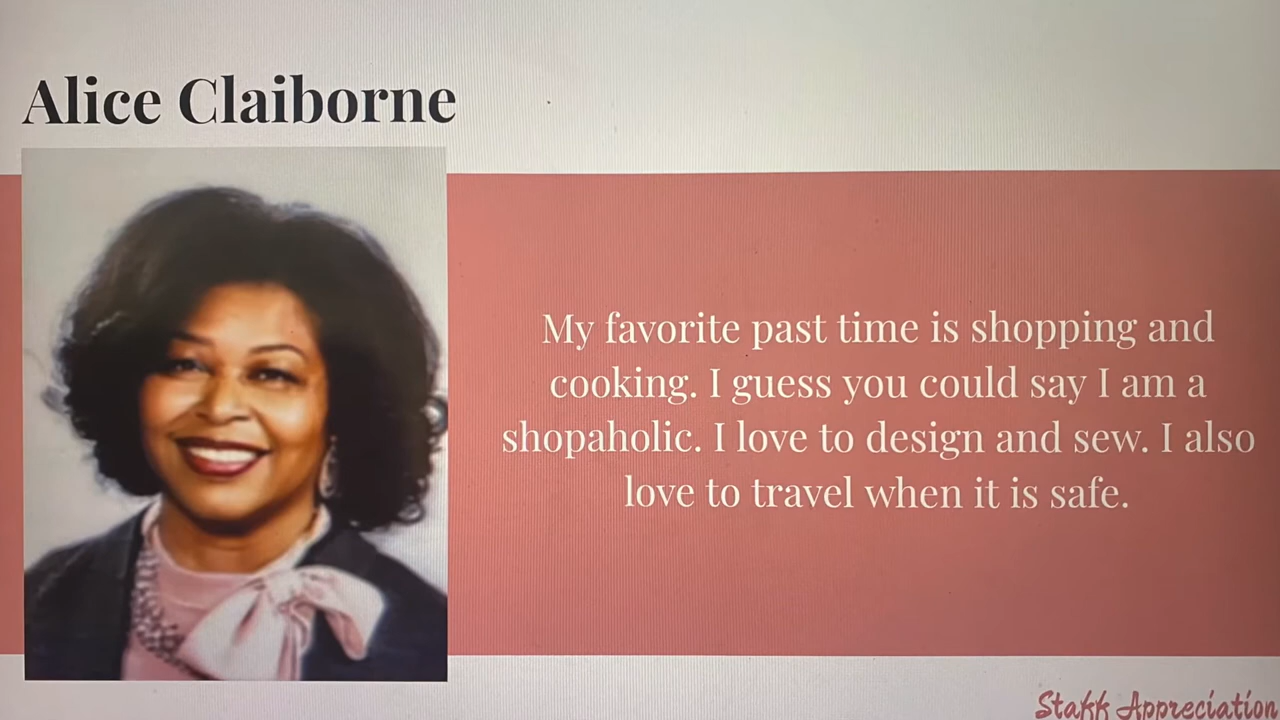 Alice Claiborne
My favorite past time is shopping and
cooking. I guess you could say I am a
shopaholic. I love to design and sew. I also
love to travel when it is safe.
Staff Appreciation